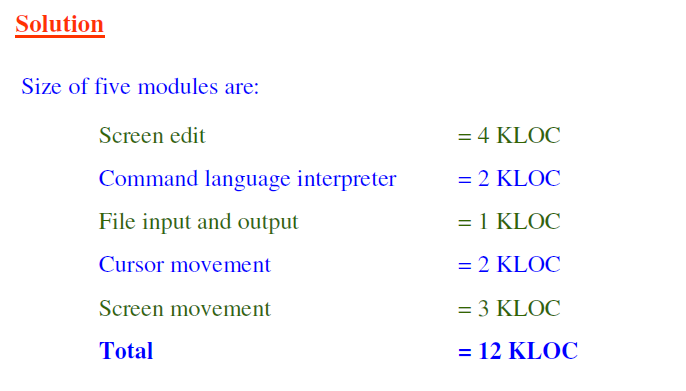 Solution
Size of five modules are:
Screen edit = 4 KLOC
Command language interpreter = 2 KLOC
File input and output = 1 KLOC
Cursor movement = 2 KLOC
Screen movement = 3 KLOC
Total = 12 KLOC